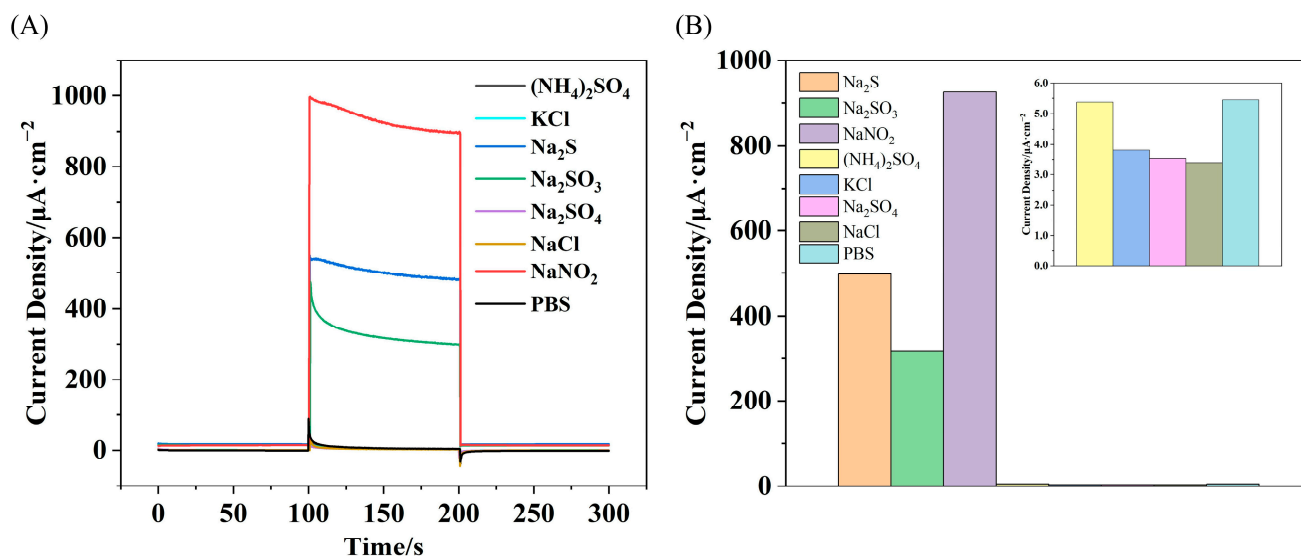 (A)
Current Density/μA·cm⁻²
1000
800
600
400
200
0
0 50 100 150 200 250 300
Time/s
(NH₄)₂SO₄
KCl
Na₂S
Na₂SO₃
Na₂SO₄
NaCl
NaNO₂
PBS
(B)
Current Density/μA·cm⁻²
1000
800
600
400
200
0
Na₂S
Na₂SO₃
NaNO₂
(NH₄)₂SO₄
KCl
Na₂SO₄
NaCl
PBS
Current Density/μA·cm⁻²
6.0
5.0
4.0
3.0
2.0
1.0
0.0